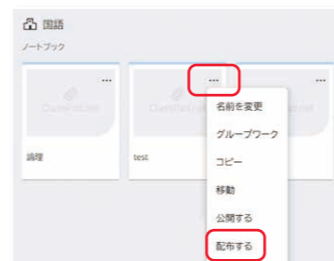 国語
ノートブック
...
...
論理
test
名前を変更
グループワーク
コピー
移動
公開する
配布する